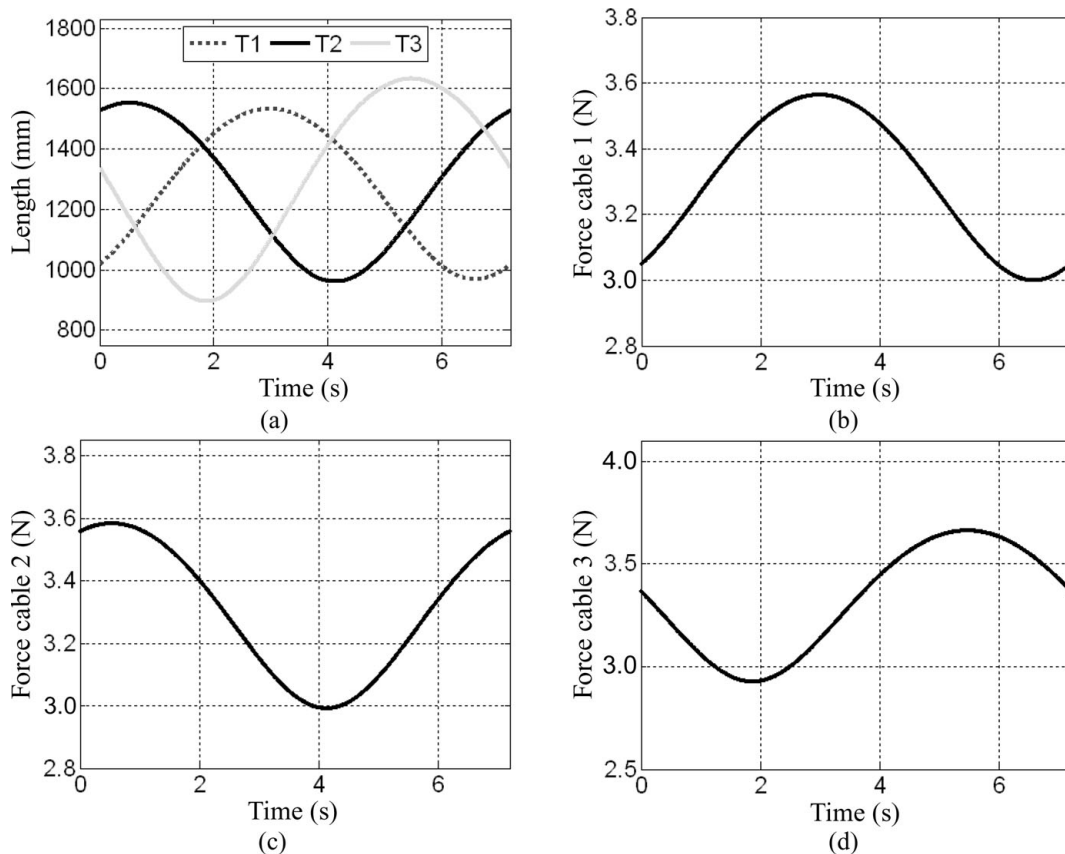 1800
1600
1400
1200
1000
800
Length (mm)
T1 T2 T3
0 2 4 6
Time (s)
(a)
3.8
3.6
3.4
3.2
3.0
2.8
Force cable 1 (N)
0 2 4 6
Time (s)
(b)
3.8
3.6
3.4
3.2
3.0
2.8
Force cable 2 (N)
0 2 4 6
Time (s)
(c)
4.0
3.5
3.0
2.5
Force cable 3 (N)
0 2 4 6
Time (s)
(d)